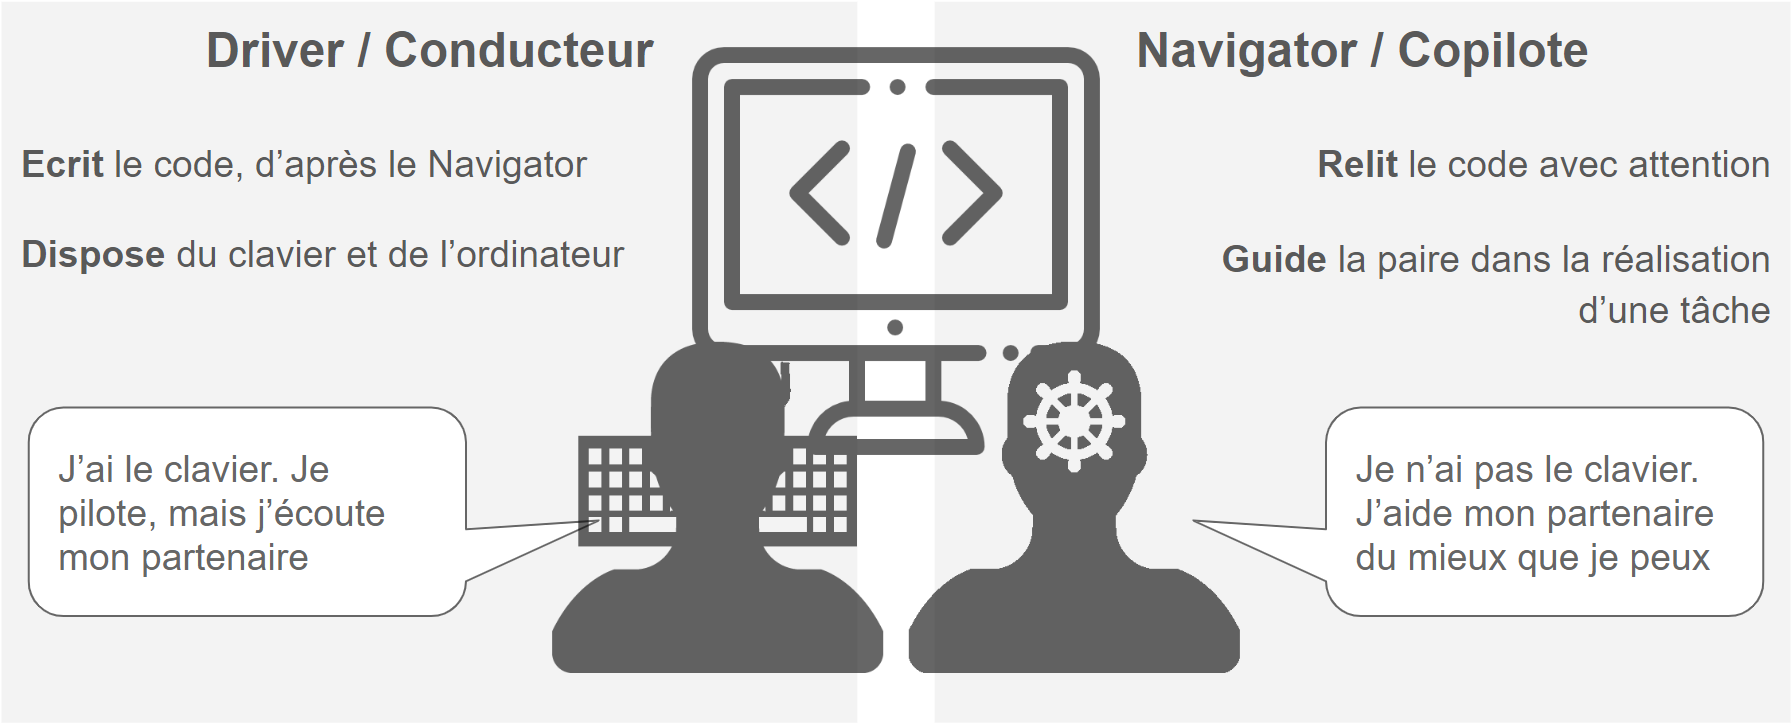 Driver / Conducteur
Ecrit le code, d’après le Navigator
Dispose du clavier et de l’ordinateur
J’ai le clavier. Je
pilote, mais j’écoute
mon partenaire
Navigator / Copilote
Relit le code avec attention
Guide la paire dans la réalisation
d’une tâche
Je n’ai pas le clavier.
J’aide mon partenaire
du mieux que je peux